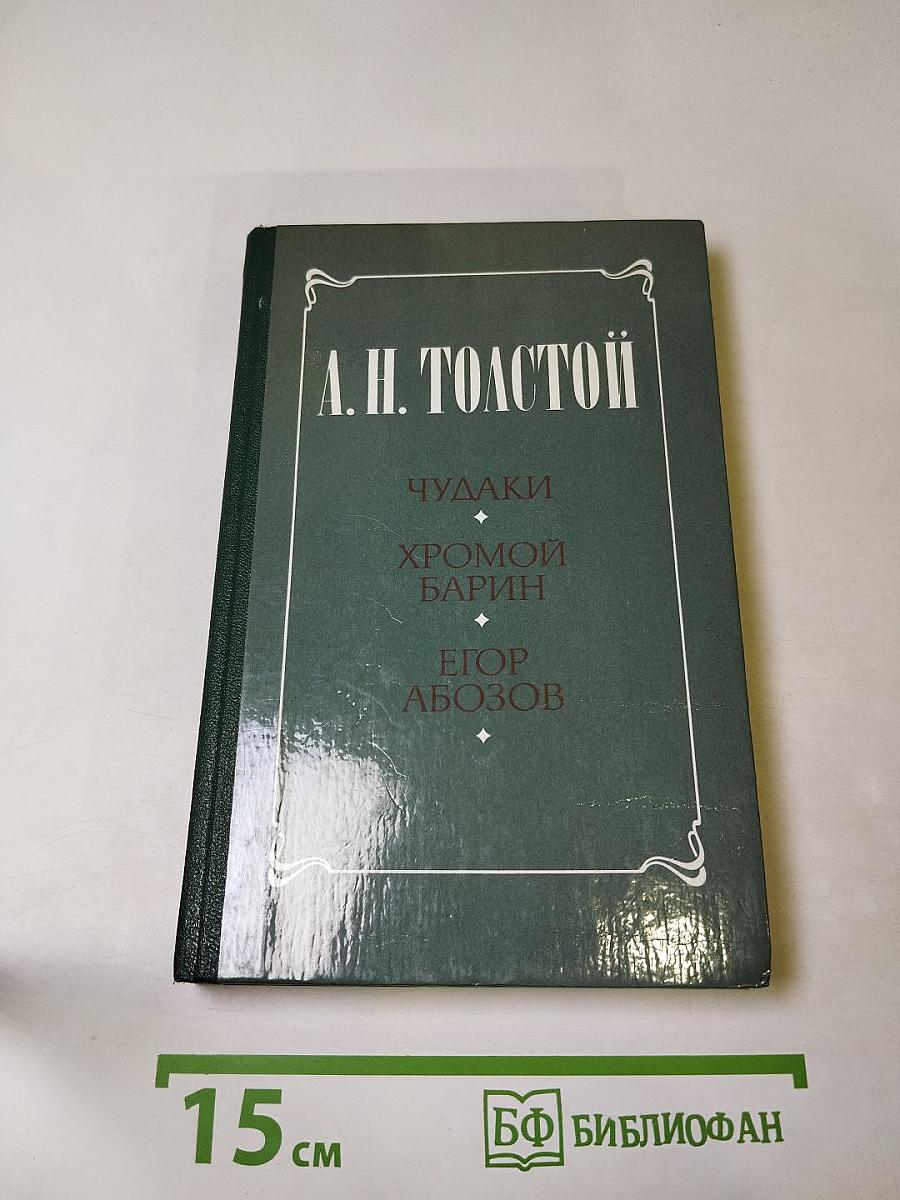 А. Н. ТОЛСТОЙ
ЧУДАКИ
ХРОМОЙ
БАРИН
ЕГОР
АБОЗОВ
15 см
БФ БИБЛИОФАН